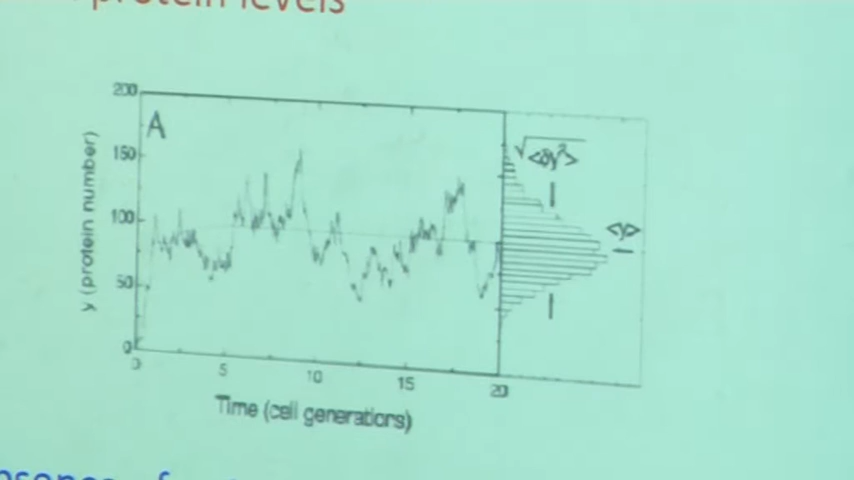 protein levels
200
A
√<δy²>
150
y (protein number)
100
<y>
50
0
0
5
10
15
20
Time (cell generations)